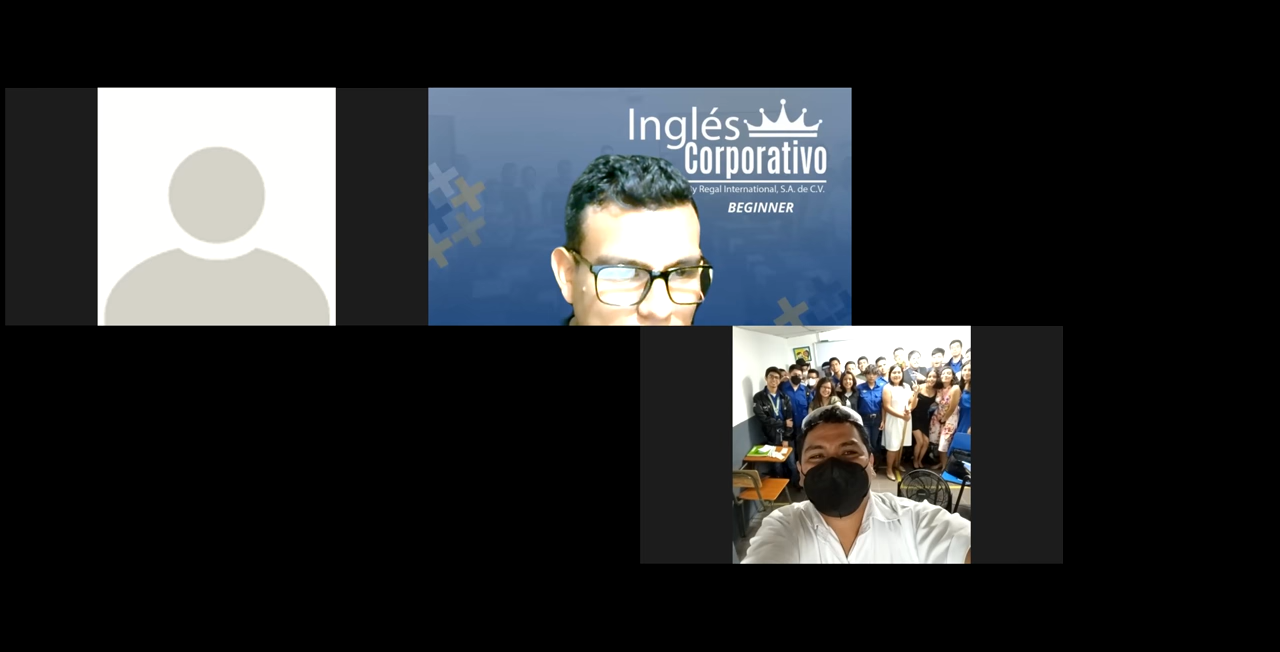 Inglés
Corporativo
y Regal International, S.A. de C.V.
BEGINNER